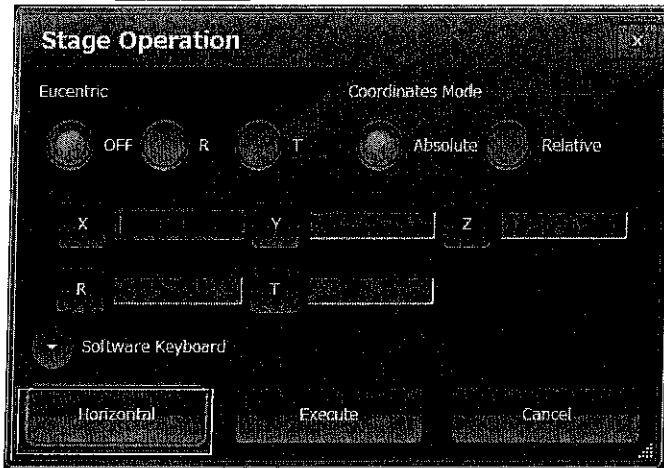 Stage Operation
x
Eucentric Coordinates Mode
OFF R T Absolute Relative
X Y Z
R T
Software Keyboard
Horizontal Execute Cancel